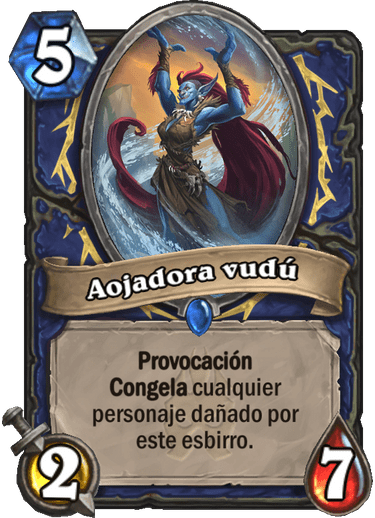 5
Aojadora vudú
Provocación
Congela cualquier
personaje dañado por
este esbirro.
2
7